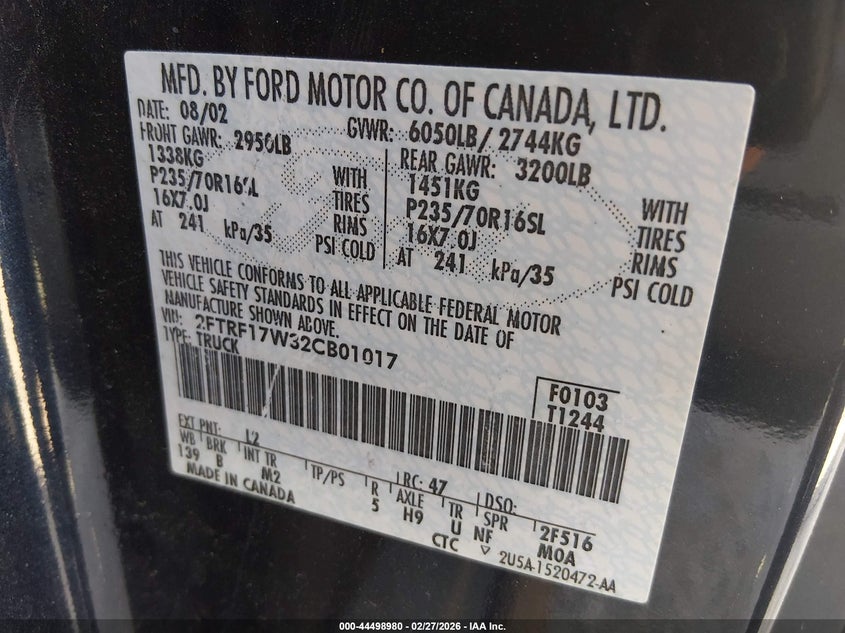 MFD. BY FORD MOTOR CO. OF CANADA, LTD.
DATE: 08/02 GVWR: 6050LB/ 2744KG
FRONT GAWR: 2950LB REAR GAWR: 3200LB
1338KG WITH 1451KG WITH
P235/70R16SL TIRES P235/70R16SL TIRES
16X7.0J RIMS 16X7.0J RIMS
AT 241 kPa/35 PSI COLD AT 241 kPa/35 PSI COLD
THIS VEHICLE CONFORMS TO ALL APPLICABLE FEDERAL MOTOR
VEHICLE SAFETY STANDARDS IN EFFECT ON THE DATE OF
MANUFACTURE SHOWN ABOVE.
VIN: 2FTRF17W32CB01017
TYPE: TRUCK
F0103
T1244
EXT PNT: L2 RC: 47 DSO:
WB BRK INT TR TP/PS R AXLE TR SPR 2F516
139 B M2 5 H9 U NF M0A
MADE IN CANADA CTC ▽ 2U5A-1520472-AA
000-44498980 - 02/27/2026 - IAA Inc.